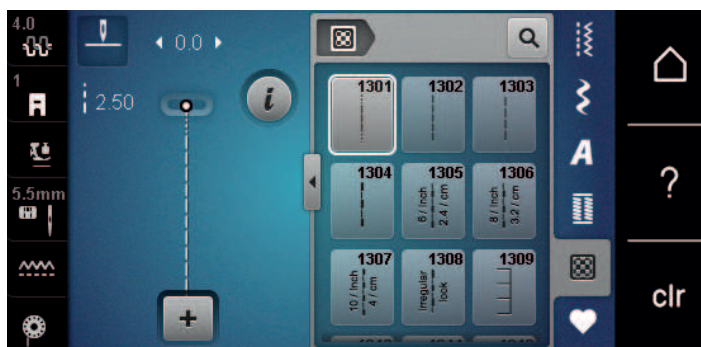 4.0
0.0
1
2.50
5.5mm
1301
1302
1303
1304
1305
6 / Inch
2.4 / cm
1306
8 / Inch
3.2 / cm
1307
10 / Inch
4 / cm
1308
Irregular
look
1309
i
A
?
clr